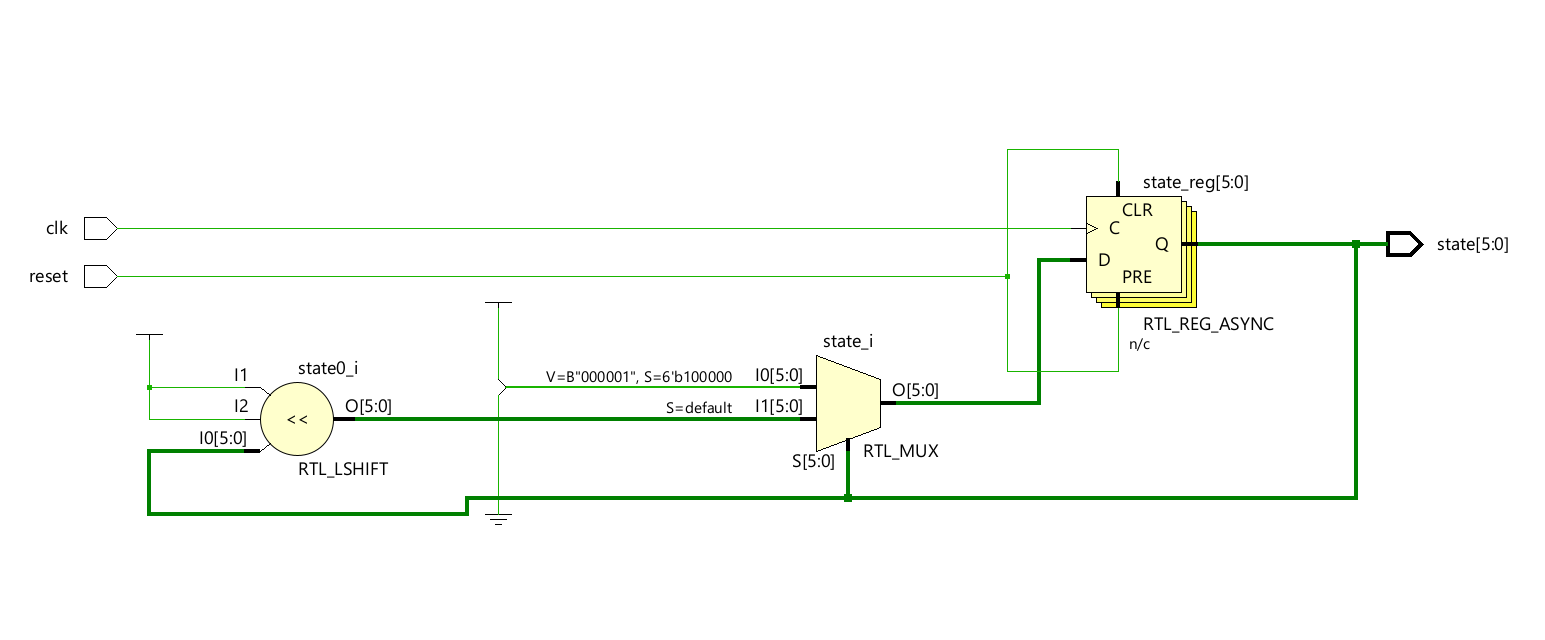 clk
reset
I1
I2
I0[5:0]
state0_i
<<
O[5:0]
RTL_LSHIFT
V=B"000001", S=6'b100000
S=default
I0[5:0]
I1[5:0]
S[5:0]
state_i
O[5:0]
RTL_MUX
state_reg[5:0]
CLR
C
D
Q
PRE
RTL_REG_ASYNC
n/c
state[5:0]